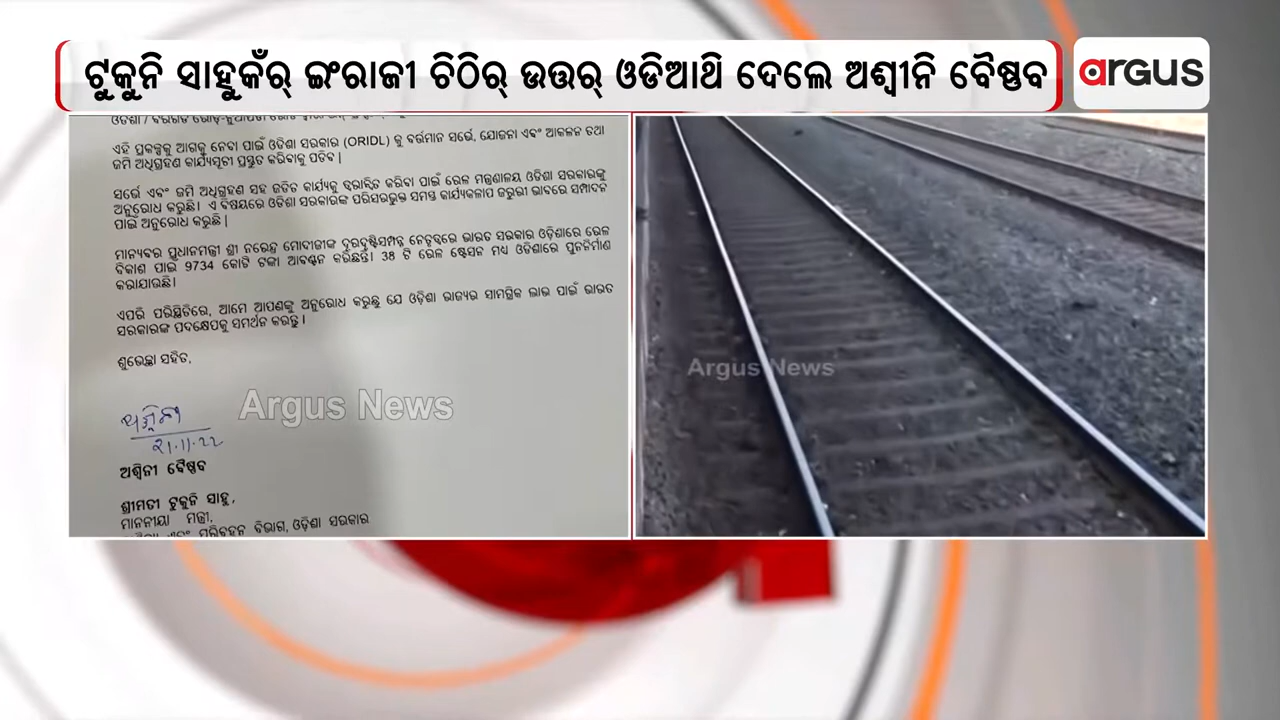 ଟୁକୁନି ସାହୁକଁର୍ ଇଂରାଜୀ ଚିଠିର୍ ଉତ୍ତର୍ ଓଡିଆଥି ଦେଲେ ଅଶ୍ୱୀନି ବୈଷ୍ଣବ
argus
ଏହି ପ୍ରକଳ୍ପକୁ ଆଗକୁ ନେବା ପାଇଁ ଓଡିଶା ସରକାର (ORIDL) କୁ ବର୍ତ୍ତମାନ ସର୍ଭେ, ଯୋଜନା ଏବଂ ଆକଳନ ତଥା
ଜମି ଅଧିଗ୍ରହଣ କାର୍ଯ୍ୟସୂଚୀ ପ୍ରସ୍ତୁତ କରିବାକୁ ପଡିବ |
ସର୍ଭେ ଏବଂ ଜମି ଅଧିଗ୍ରହଣ ସହ ଜଡିତ କାର୍ଯ୍ୟକୁ ତ୍ୱରାନ୍ୱିତ କରିବା ପାଇଁ ରେଳ ମନ୍ତ୍ରଣାଳୟ ଓଡିଶା ସରକାରଙ୍କୁ
ଅନୁରୋଧ କରୁଛି। ଏ ବିଷୟରେ ଓଡିଶା ସରକାରଙ୍କ ପରିସରଭୁକ୍ତ ସମସ୍ତ କାର୍ଯ୍ୟକଳାପ ଜରୁରୀ ଭାବରେ ସମ୍ପାଦନ
ପାଇଁ ଅନୁରୋଧ କରୁଛି |
ମାନ୍ୟବର ପ୍ରଧାନମନ୍ତ୍ରୀ ଶ୍ରୀ ନରେନ୍ଦ୍ର ମୋଦୀଜୀଙ୍କ ଦୂରଦୃଷ୍ଟିସମ୍ପନ୍ନ ନେତୃତ୍ୱରେ ଭାରତ ସରକାର ଓଡ଼ିଶାରେ ରେଳ
ବିକାଶ ପାଇଁ 9734 କୋଟି ଟଙ୍କା ଆବଣ୍ଟନ କରିଛନ୍ତି। 38 ଟି ରେଳ ଷ୍ଟେସନ ମଧ୍ୟ ଓଡିଶାରେ ପୁନଃନିର୍ମାଣ
କରାଯାଉଛି।
ଏପରି ପରିସ୍ଥିତିରେ, ଆମେ ଆପଣଙ୍କୁ ଅନୁରୋଧ କରୁଛୁ ଯେ ଓଡ଼ିଶା ରାଜ୍ୟର ସାମଗ୍ରିକ ଲାଭ ପାଇଁ ଭାରତ
ସରକାରଙ୍କ ପଦକ୍ଷେପକୁ ସମର୍ଥନ କରନ୍ତୁ ।
ଶୁଭେଚ୍ଛା ସହିତ,
Argus News
Argus News
21.11.22
ଅଶ୍ୱିନୀ ବୈଷ୍ଣବ
ଶ୍ରୀମତୀ ଟୁକୁନି ସାହୁ,
ମାନନୀୟା ମନ୍ତ୍ରୀ,
ଏବଂ ପରିବହନ ବିଭାଗ, ଓଡ଼ିଶା ସରକାର